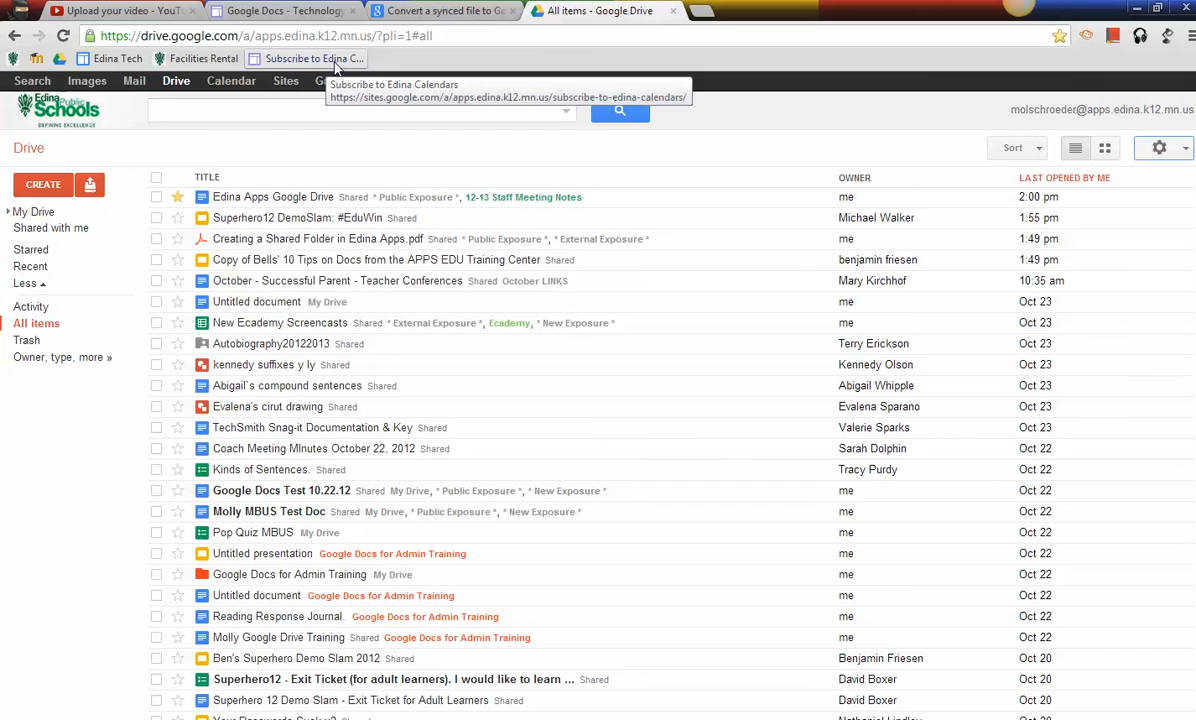 Upload your video - YouTu
Google Docs - Technology
Convert a synced file to Go
All items - Google Drive
https://drive.google.com/a/apps.edina.k12.mn.us/?pli=1#all
Edina Tech
Facilities Rental
Subscribe to Edina C...
Search Images Mail Drive Calendar Sites G
Subscribe to Edina Calendars
https://sites.google.com/a/apps.edina.k12.mn.us/subscribe-to-edina-calendars/
Edina Public
Schools
DEFINING EXCELLENCE
molschroeder@apps.edina.k12.mn.us
Drive
Sort
CREATE
My Drive
Shared with me
Starred
Recent
Less
Activity
All items
Trash
Owner, type, more »
TITLE OWNER LAST OPENED BY ME
Edina Apps Google Drive Shared * Public Exposure *, 12-13 Staff Meeting Notes me 2:00 pm
Superhero12 DemoSlam: #EduWin Shared Michael Walker 1:55 pm
Creating a Shared Folder in Edina Apps.pdf Shared * Public Exposure *, * External Exposure * me 1:49 pm
Copy of Bells' 10 Tips on Docs from the APPS EDU Training Center Shared benjamin friesen 1:49 pm
October - Successful Parent - Teacher Conferences Shared October LINKS Mary Kirchhof 10:35 am
Untitled document My Drive me Oct 23
New Ecademy Screencasts Shared * External Exposure *, Ecademy, * New Exposure * me Oct 23
Autobiography20122013 Shared Terry Erickson Oct 23
kennedy suffixes y ly Shared Kennedy Olson Oct 23
Abigail`s compound sentences Shared Abigail Whipple Oct 23
Evalena's cirut drawing Shared Evalena Sparano Oct 23
TechSmith Snag-it Documentation & Key Shared Valerie Sparks Oct 23
Coach Meeting MInutes October 22, 2012 Shared Sarah Dolphin Oct 22
Kinds of Sentences. Shared Tracy Purdy Oct 22
Google Docs Test 10.22.12 Shared My Drive, * Public Exposure *, * New Exposure * me Oct 22
Molly MBUS Test Doc Shared My Drive, * Public Exposure *, * New Exposure * me Oct 22
Pop Quiz MBUS My Drive me Oct 22
Untitled presentation Google Docs for Admin Training me Oct 22
Google Docs for Admin Training My Drive me Oct 22
Untitled document Google Docs for Admin Training me Oct 22
Reading Response Journal. Google Docs for Admin Training me Oct 22
Molly Google Drive Training Shared Google Docs for Admin Training me Oct 22
Ben's Superhero Demo Slam 2012 Shared Benjamin Friesen Oct 20
Superhero12 - Exit Ticket (for adult learners). I would like to learn ... Shared David Boxer Oct 20
Superhero 12 Demo Slam - Exit Ticket for Adult Learners Shared David Boxer Oct 20